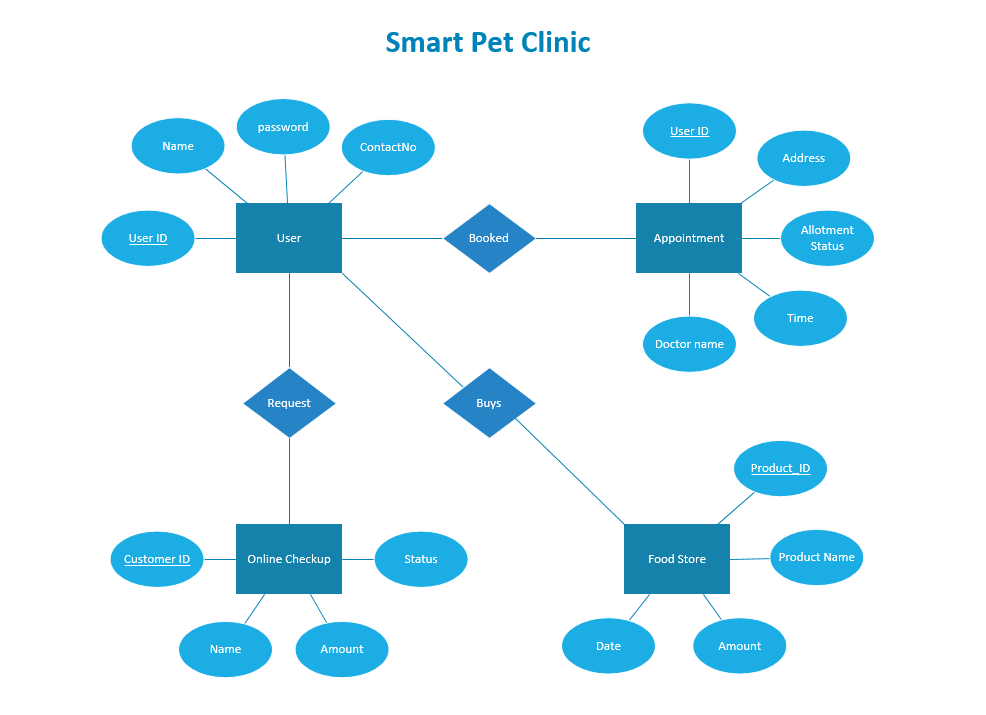 Smart Pet Clinic
Name
password
ContactNo
User ID
User
Booked
User ID
Address
Appointment
Allotment
Status
Time
Doctor name
Request
Buys
Customer ID
Online Checkup
Status
Name
Amount
Product_ID
Food Store
Product Name
Date
Amount